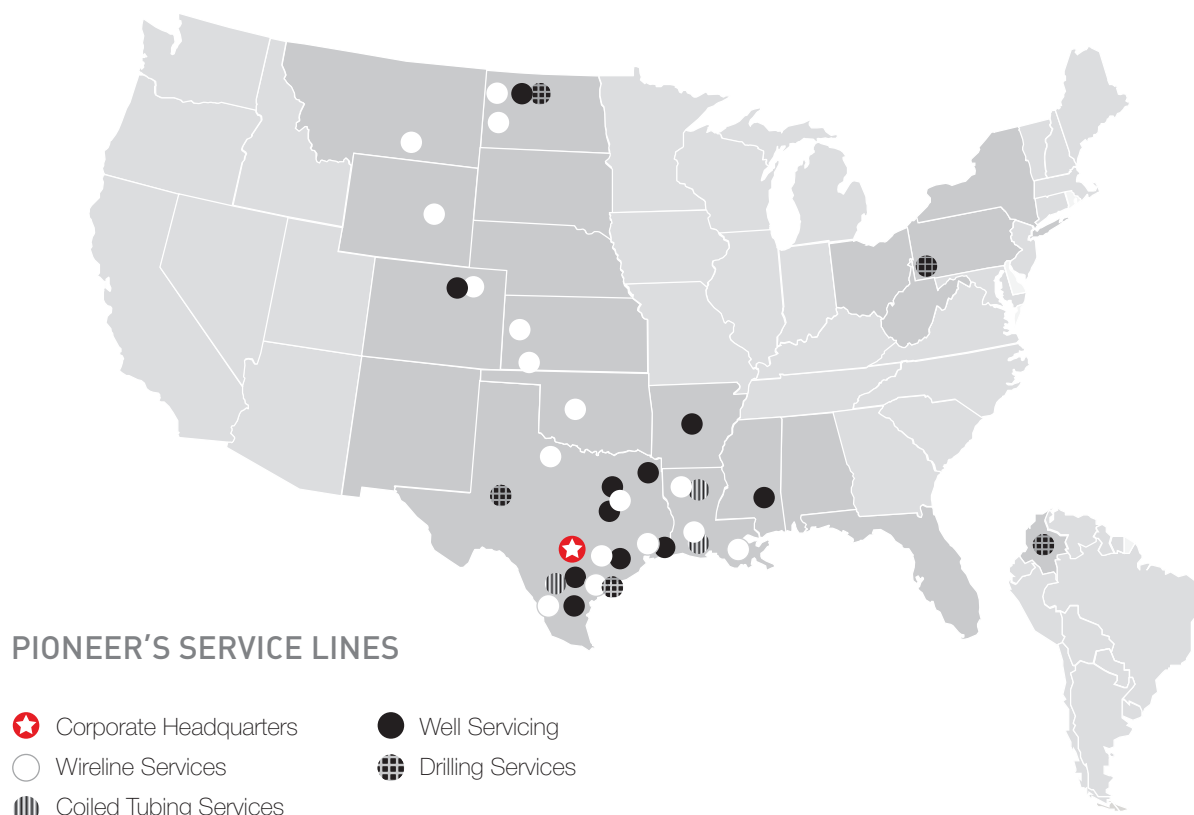 PIONEER'S SERVICE LINES
Corporate Headquarters
Wireline Services
Coiled Tubing Services
Well Servicing
Drilling Services